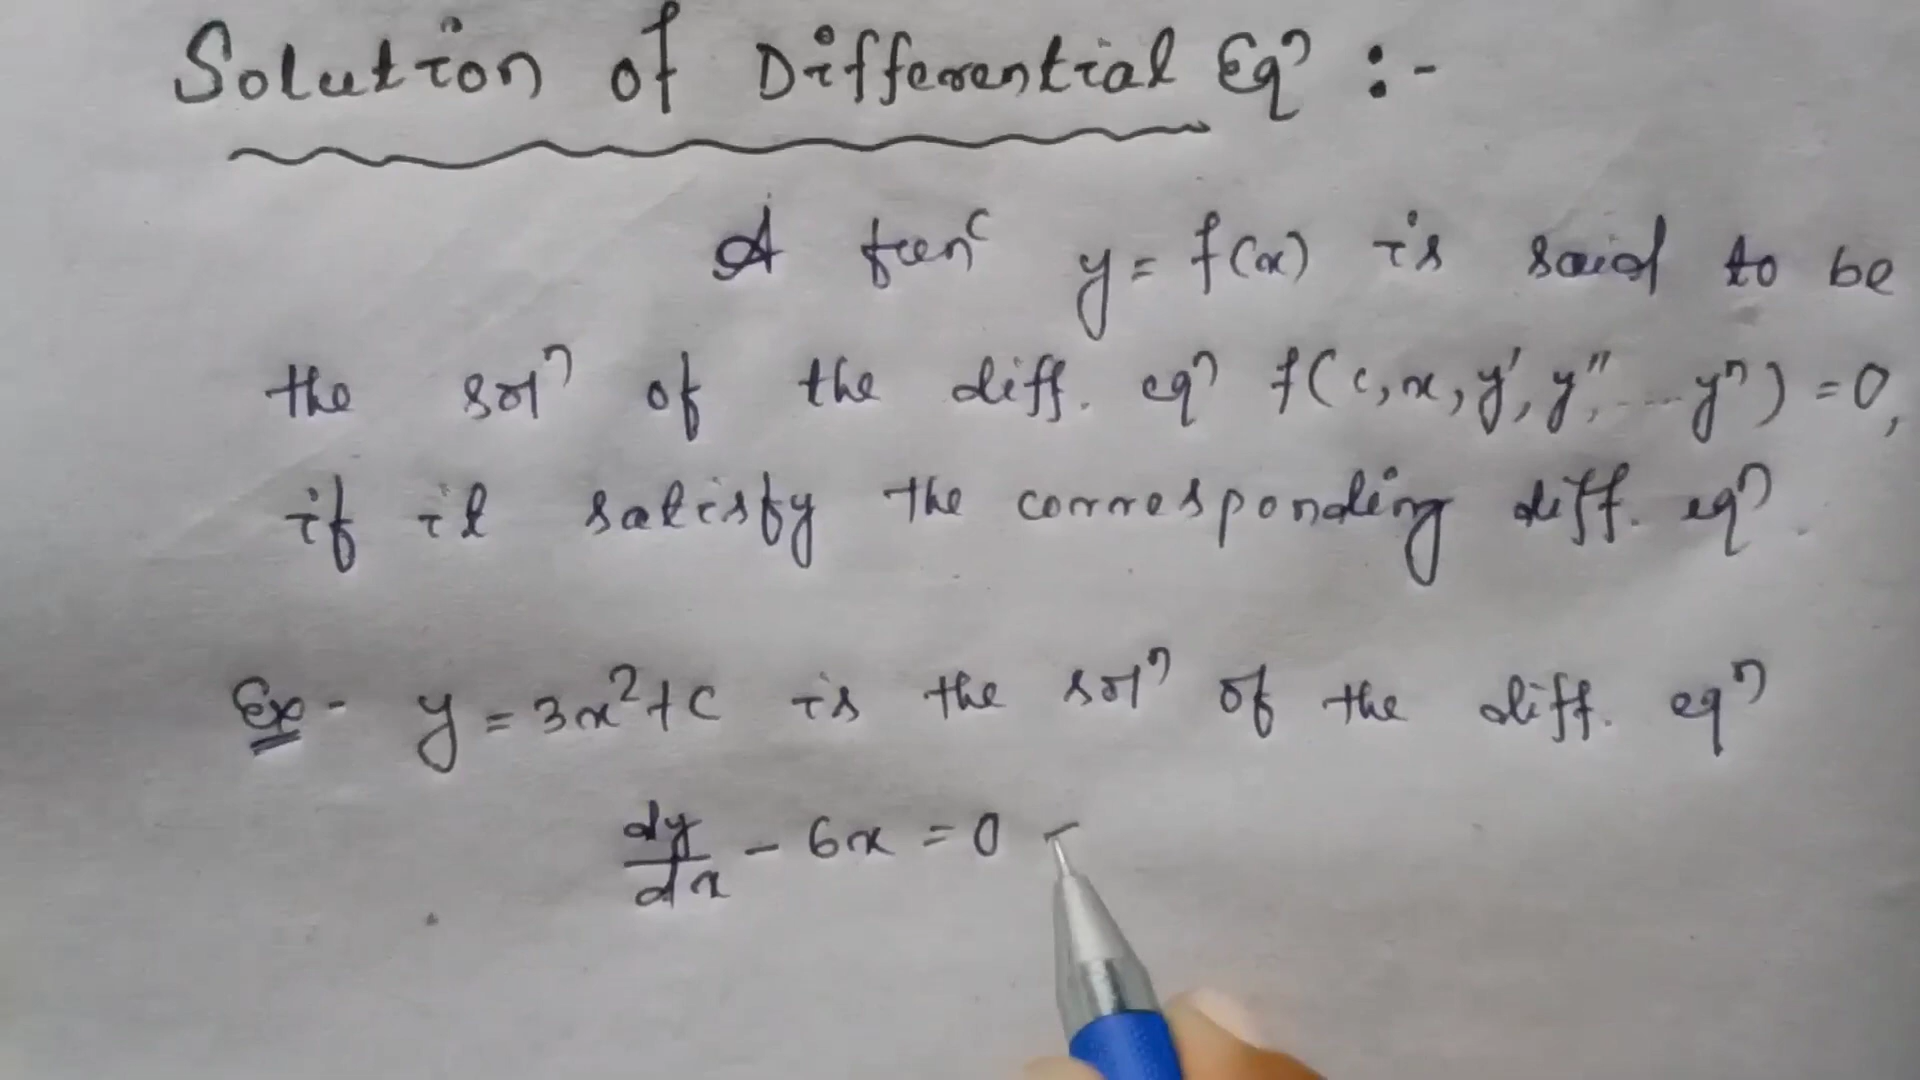 Solution of Differential Eqⁿ :-
A funᶜ y = f(x) is said to be
the solⁿ of the diff. eqⁿ f(c, x, y', y'', ... yⁿ) = 0,
if it satisfy the corresponding diff. eqⁿ.
Ex - y = 3x² + c is the solⁿ of the diff. eqⁿ
dy/dx - 6x = 0